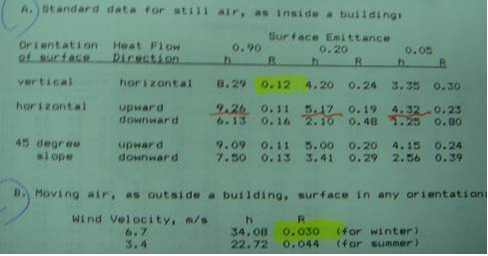 A. Standard data for still air, as inside a building:
Surface Emittance
Orientation Heat Flow 0.90 0.20 0.05
of surface Direction h R h R h R
vertical horizontal 8.29 0.12 4.20 0.24 3.35 0.30
horizontal upward 9.26 0.11 5.17 0.19 4.32 0.23
downward 6.13 0.16 2.10 0.48 1.25 0.80
45 degree upward 9.09 0.11 5.00 0.20 4.15 0.24
slope downward 7.50 0.13 3.41 0.29 2.56 0.39
B. Moving air, as outside a building, surface in any orientation:
Wind Velocity, m/s h R
6.7 34.08 0.030 (for winter)
3.4 22.72 0.044 (for summer)